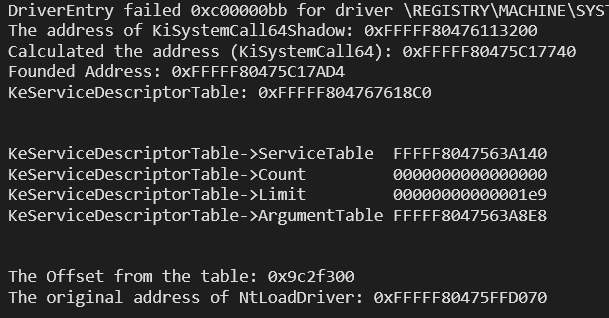 DriverEntry failed 0xc00000bb for driver \REGISTRY\MACHINE\SYST
The address of KiSystemCall64Shadow: 0xFFFFF80476113200
Calculated the address (KiSystemCall64): 0xFFFFF80475C17740
Founded Address: 0xFFFFF80475C17AD4
KeServiceDescriptorTable: 0xFFFFF804767618C0
KeServiceDescriptorTable->ServiceTable FFFFF8047563A140
KeServiceDescriptorTable->Count 0000000000000000
KeServiceDescriptorTable->Limit 00000000000001e9
KeServiceDescriptorTable->ArgumentTable FFFFF8047563A8E8
The Offset from the table: 0x9c2f300
The original address of NtLoadDriver: 0xFFFFF80475FFD070